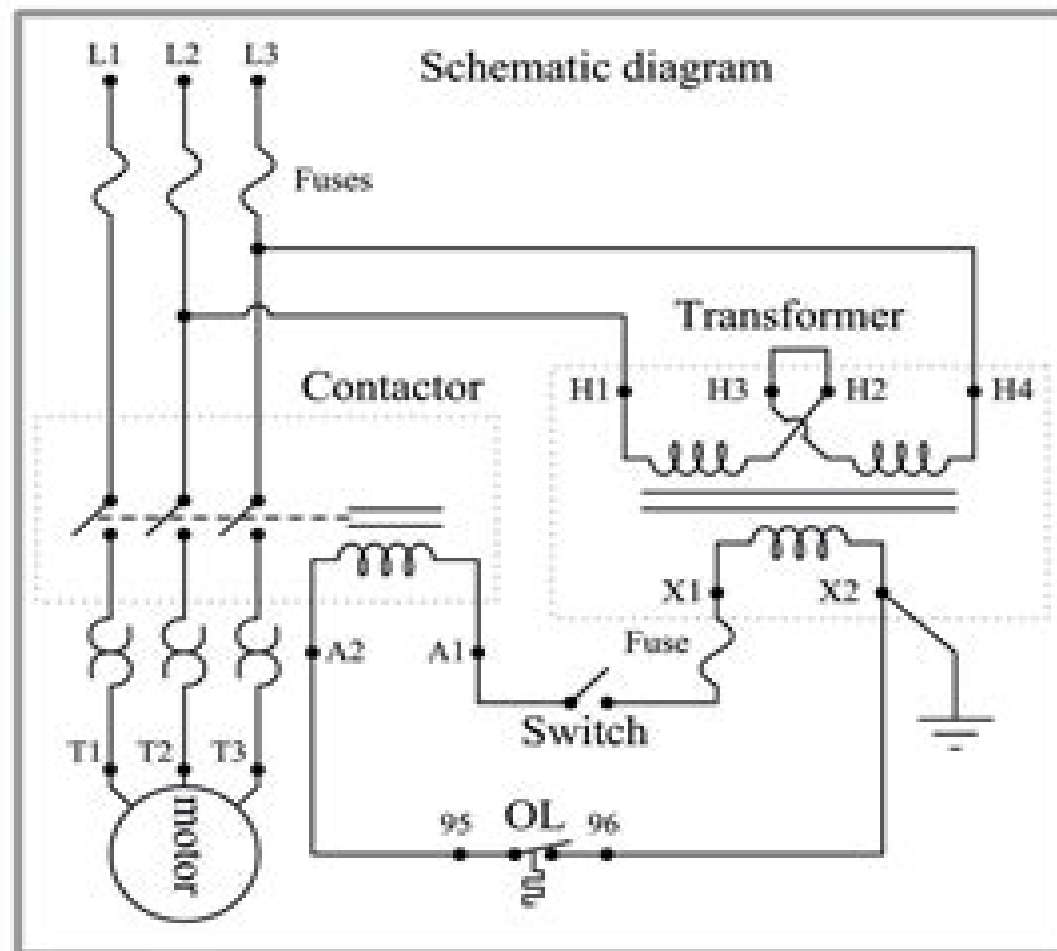 L1 L2 L3
Schematic diagram
Fuses
Transformer
Contactor
H1 H3 H2 H4
X1 X2
A2 A1 Fuse
Switch
T1 T2 T3
motor
95 OL 96